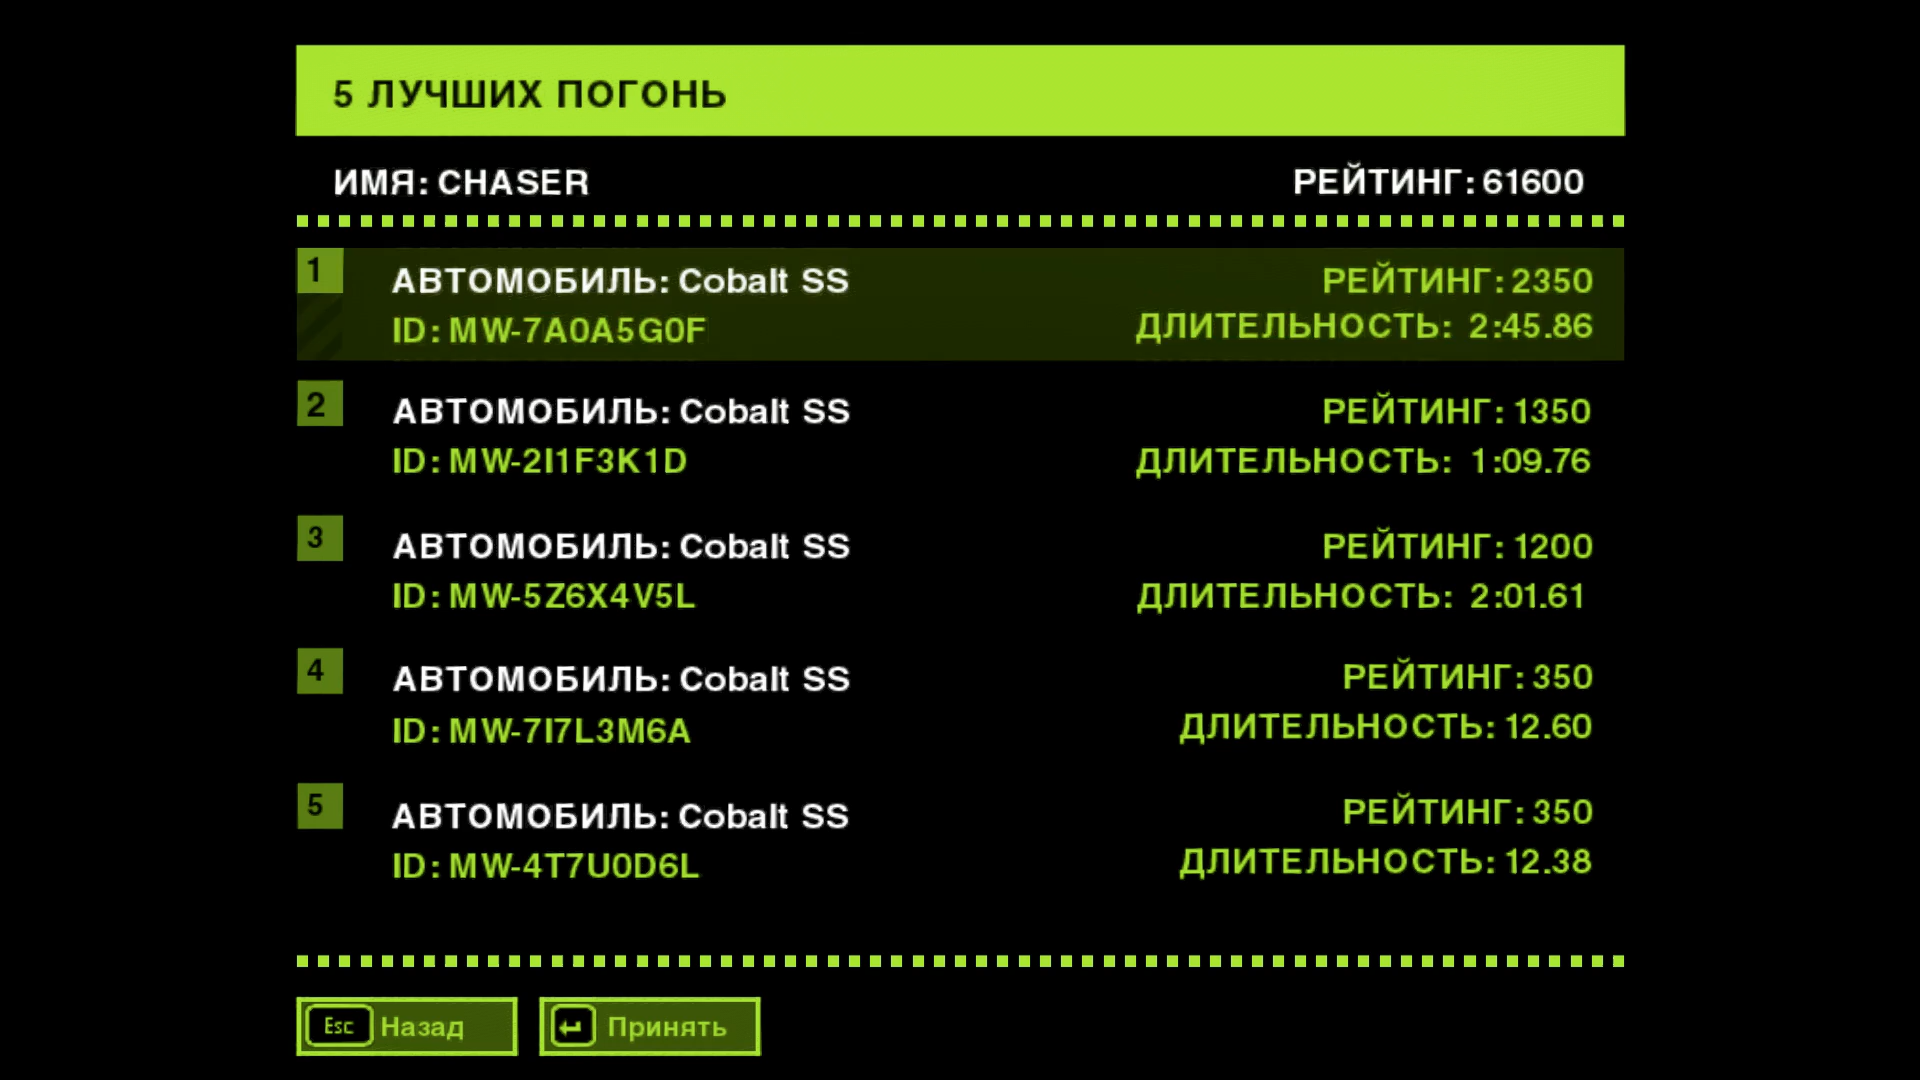 5 ЛУЧШИХ ПОГОНЬ
ИМЯ: CHASER РЕЙТИНГ: 61600
1 АВТОМОБИЛЬ: Cobalt SS РЕЙТИНГ: 2350
ID: MW-7A0A5G0F ДЛИТЕЛЬНОСТЬ: 2:45.86
2 АВТОМОБИЛЬ: Cobalt SS РЕЙТИНГ: 1350
ID: MW-2I1F3K1D ДЛИТЕЛЬНОСТЬ: 1:09.76
3 АВТОМОБИЛЬ: Cobalt SS РЕЙТИНГ: 1200
ID: MW-5Z6X4V5L ДЛИТЕЛЬНОСТЬ: 2:01.61
4 АВТОМОБИЛЬ: Cobalt SS РЕЙТИНГ: 350
ID: MW-7I7L3M6A ДЛИТЕЛЬНОСТЬ: 12.60
5 АВТОМОБИЛЬ: Cobalt SS РЕЙТИНГ: 350
ID: MW-4T7U0D6L ДЛИТЕЛЬНОСТЬ: 12.38
Esc Назад ↵ Принять